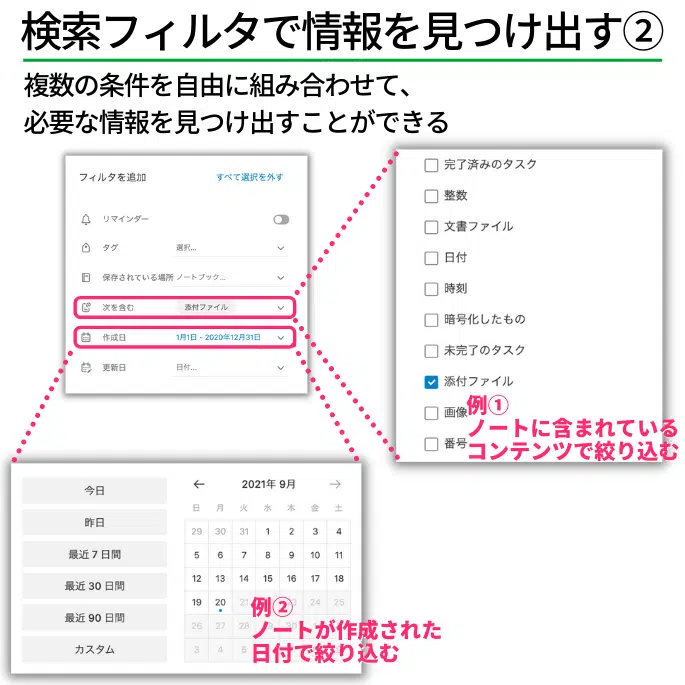 検索フィルタで情報を見つけ出す②
複数の条件を自由に組み合わせて、
必要な情報を見つけ出すことができる
フィルタを追加 すべて選択を外す
リマインダー
タグ 選択...
保存されている場所 ノートブック...
次を含む 添付ファイル
作成日 1月1日 - 2020年12月31日
更新日 日付...
完了済みのタスク
整数
文書ファイル
日付
時刻
暗号化したもの
未完了のタスク
添付ファイル
画像
番号
例①
ノートに含まれている
コンテンツで絞り込む
今日
昨日
最近 7 日間
最近 30 日間
最近 90 日間
カスタム
← 2021年 9月 →
日 月 火 水 木 金 土
29 30 31 1 2 3 4
5 6 7 8 9 10 11
12 13 14 15 16 17 18
19 20 21 24 25
26 27 28
3 4 5
例②
ノートが作成された
日付で絞り込む